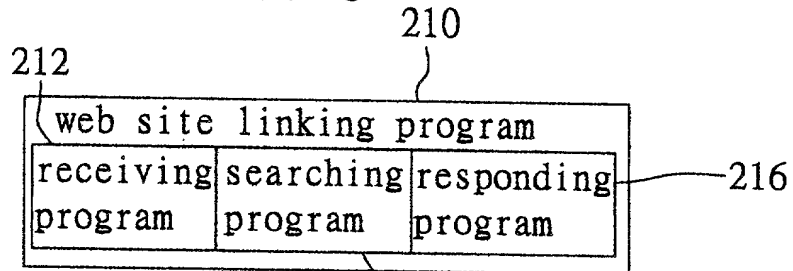 210
212
web site linking program
receiving searching responding
program program program
216